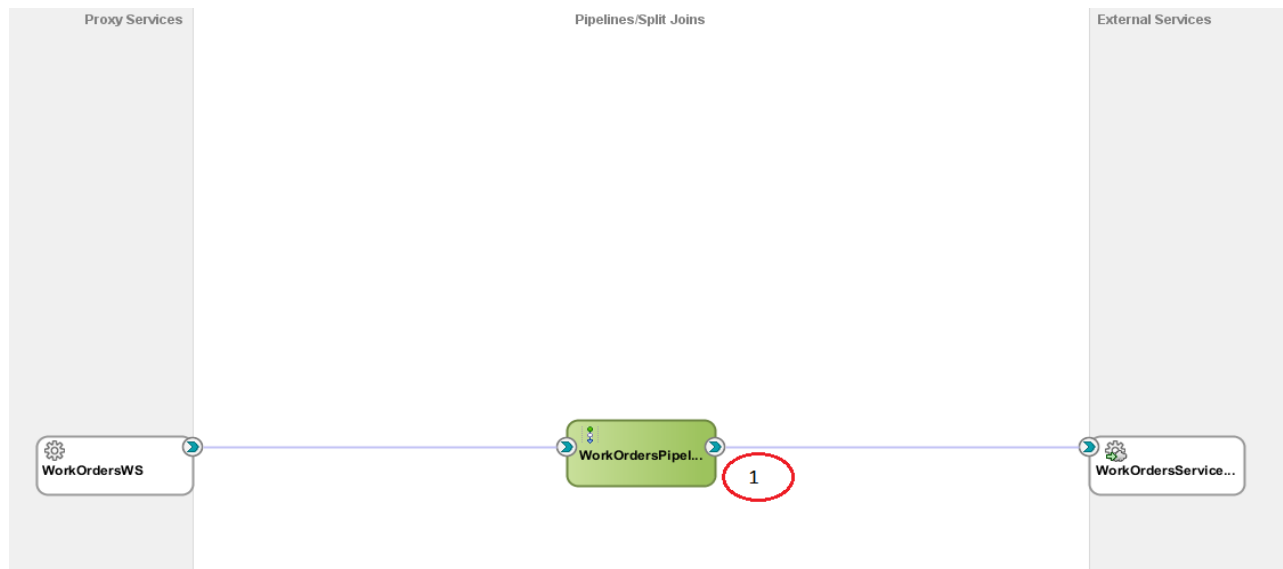 Proxy Services
Pipelines/Split Joins
External Services
WorkOrdersWS
WorkOrdersPipel...
1
WorkOrdersService...